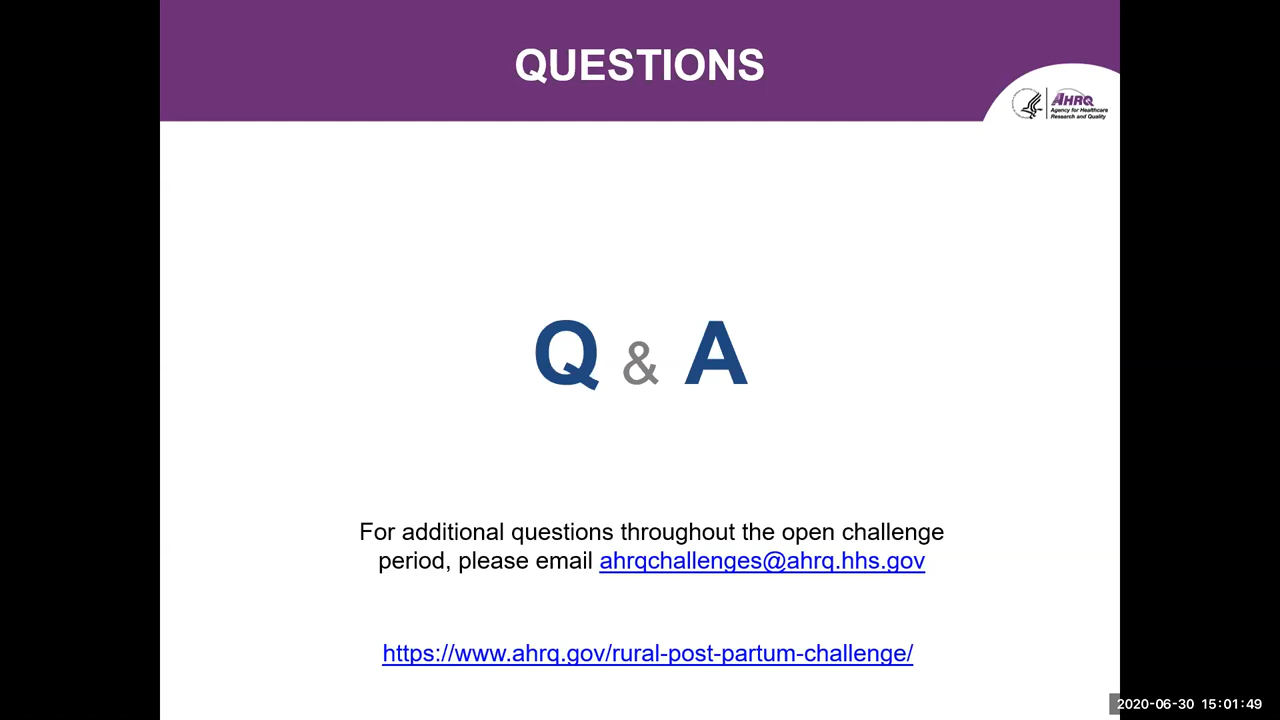 QUESTIONS
AHRQ
Agency for Healthcare
Research and Quality
Q & A
For additional questions throughout the open challenge
period, please email ahrqchallenges@ahrq.hhs.gov
https://www.ahrq.gov/rural-post-partum-challenge/
2020-06-30 15:01:49